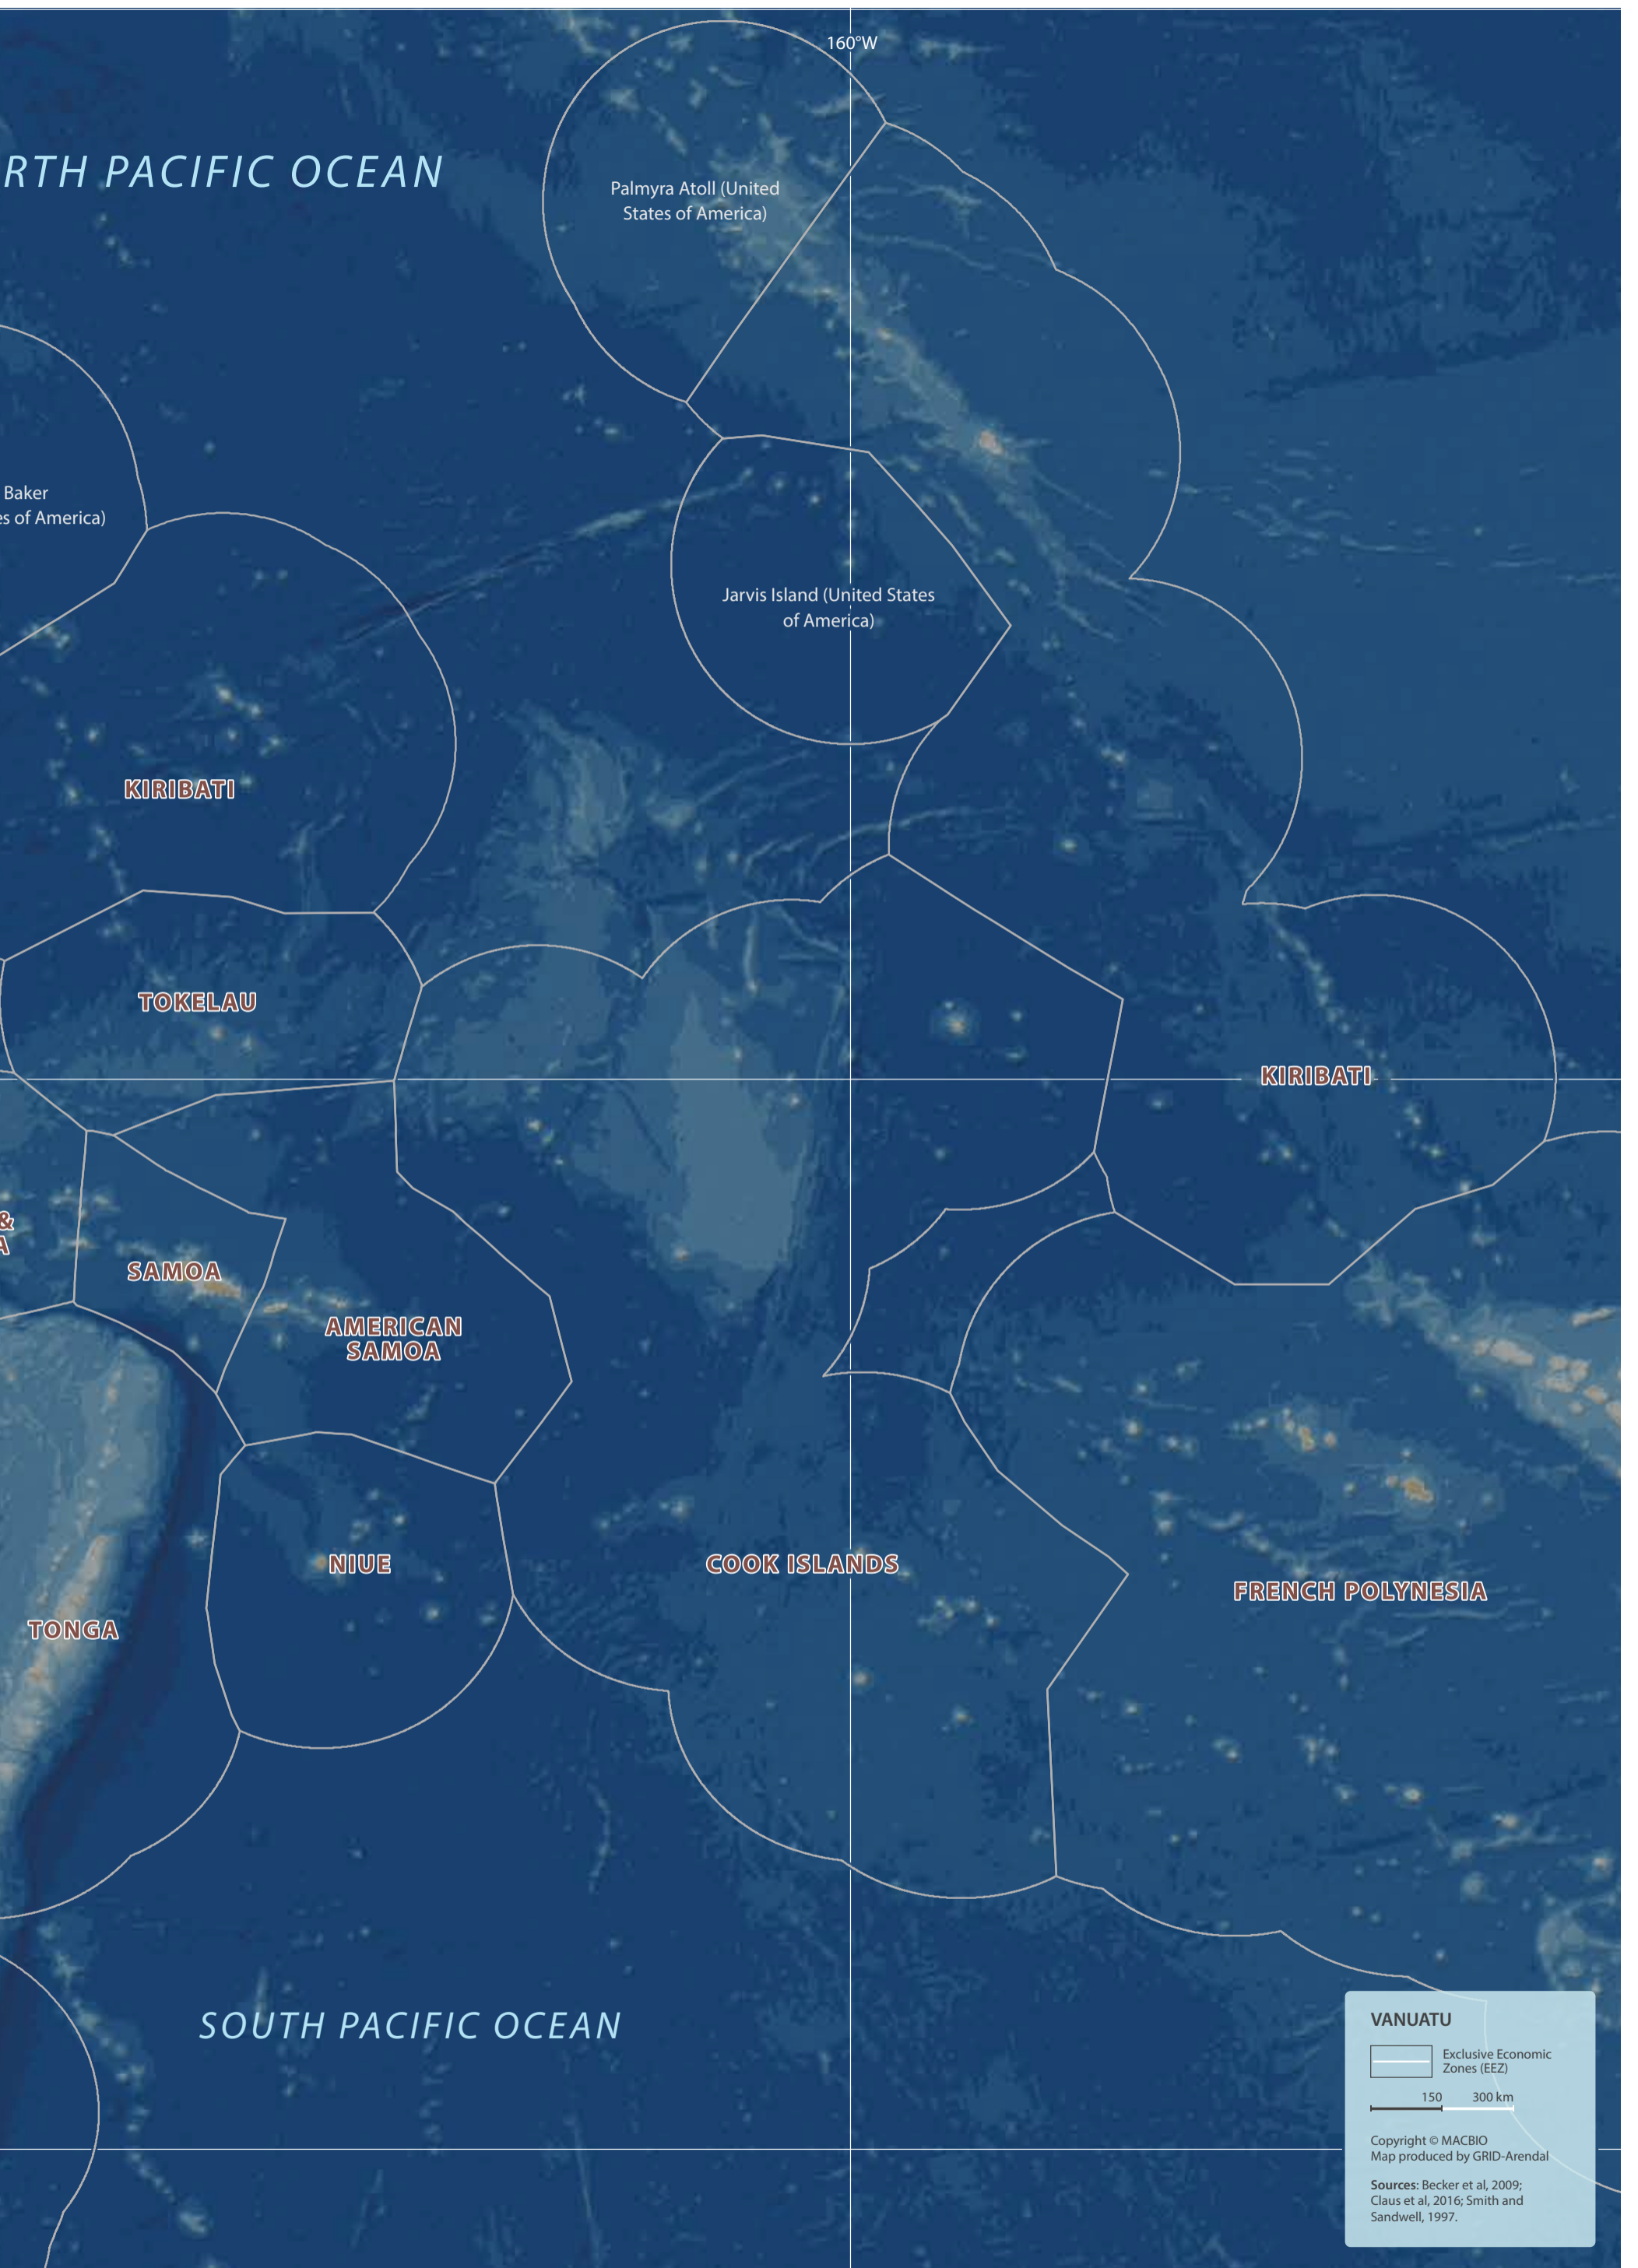 160°W
RTH PACIFIC OCEAN
Palmyra Atoll (United
States of America)
Baker
es of America)
Jarvis Island (United States
of America)
KIRIBATI
TOKELAU
KIRIBATI
&
A
SAMOA
AMERICAN
SAMOA
NIUE
COOK ISLANDS
FRENCH POLYNESIA
TONGA
SOUTH PACIFIC OCEAN
VANUATU
Exclusive Economic
Zones (EEZ)
150 300 km
Copyright © MACBIO
Map produced by GRID-Arendal
Sources: Becker et al, 2009;
Claus et al, 2016; Smith and
Sandwell, 1997.